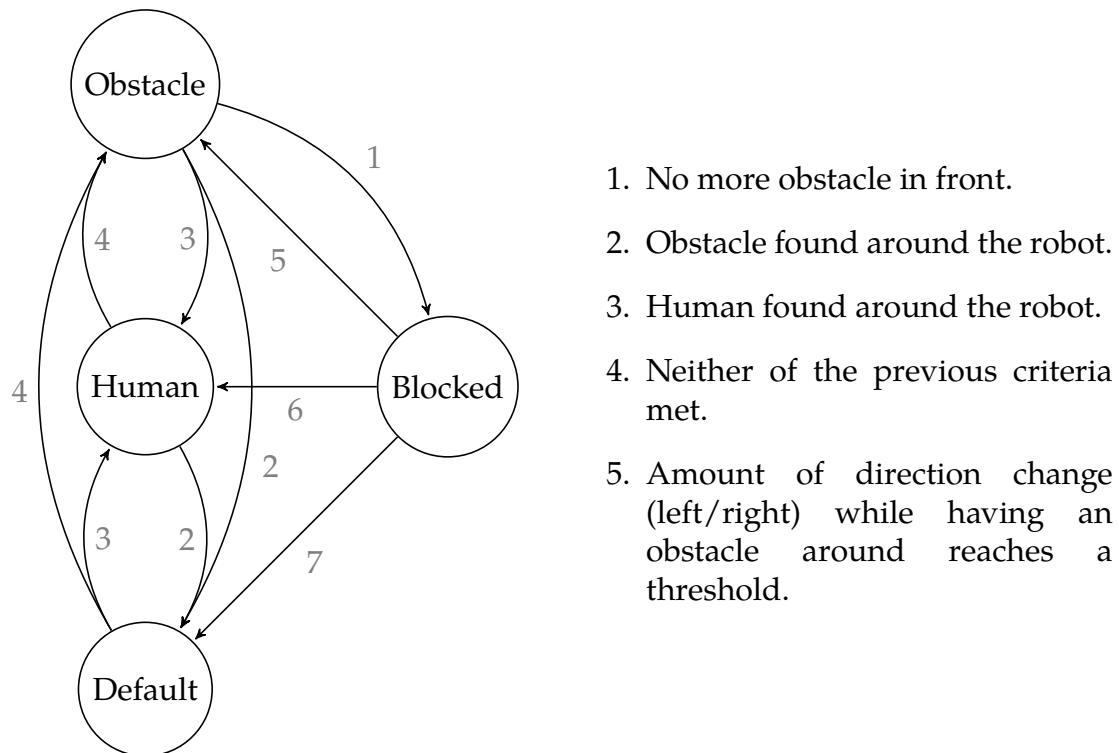 Obstacle
1
4
3
5
Human
Blocked
4
6
2
3
2
7
Default
1. No more obstacle in front.
2. Obstacle found around the robot.
3. Human found around the robot.
4. Neither of the previous criteria
met.
5. Amount of direction change
(left/right) while having an
obstacle around reaches a
threshold.